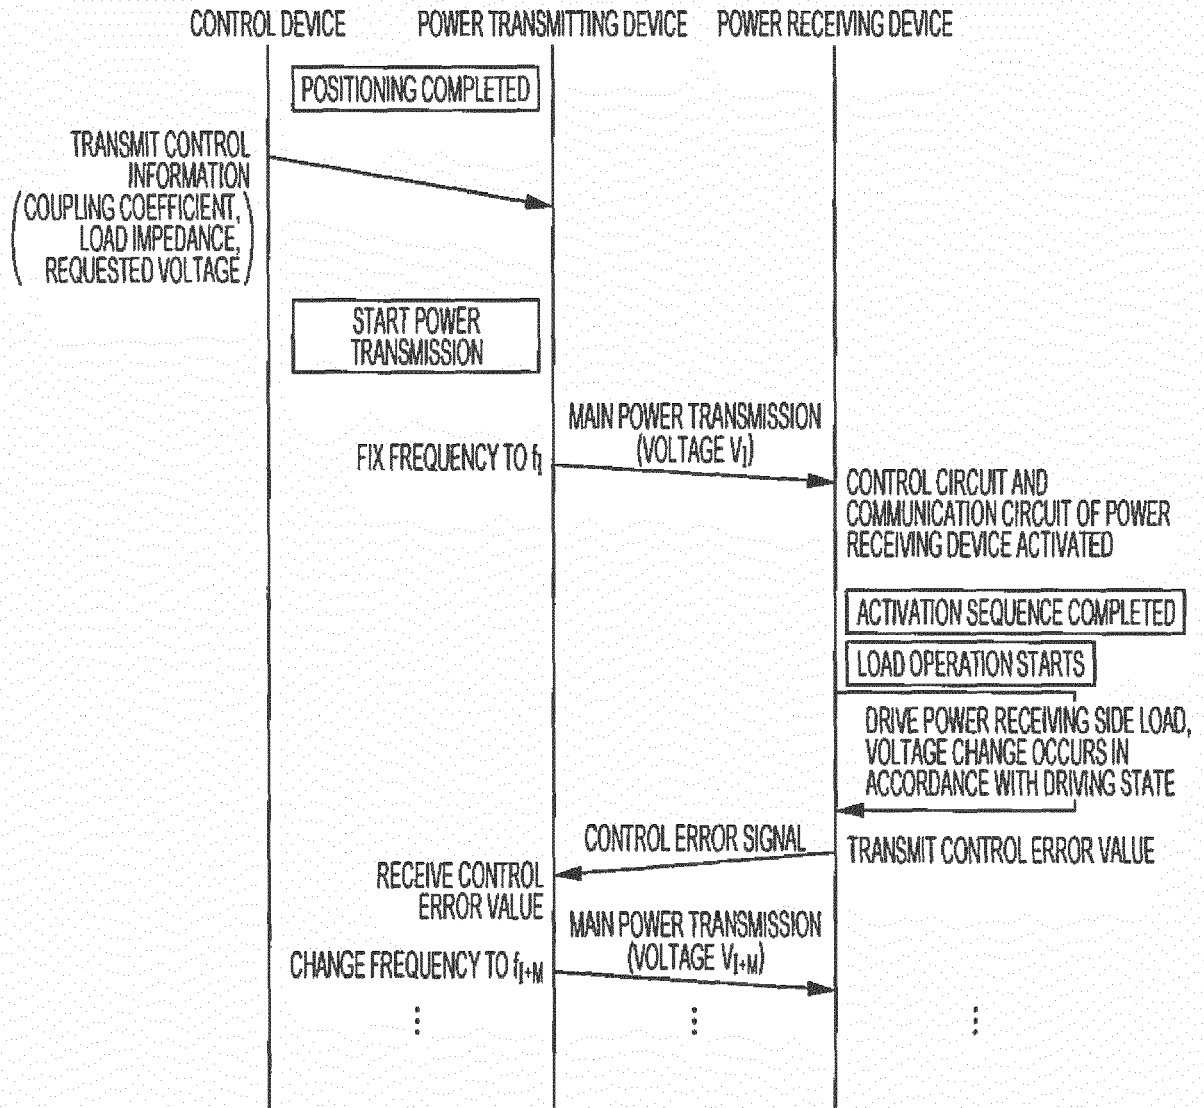 CONTROL DEVICE
POWER TRANSMITTING DEVICE
POWER RECEIVING DEVICE
POSITIONING COMPLETED
TRANSMIT CONTROL
INFORMATION
(COUPLING COEFFICIENT,
LOAD IMPEDANCE,
REQUESTED VOLTAGE)
START POWER
TRANSMISSION
MAIN POWER TRANSMISSION
(VOLTAGE VI)
FIX FREQUENCY TO fI
CONTROL CIRCUIT AND
COMMUNICATION CIRCUIT OF POWER
RECEIVING DEVICE ACTIVATED
ACTIVATION SEQUENCE COMPLETED
LOAD OPERATION STARTS
DRIVE POWER RECEIVING SIDE LOAD,
VOLTAGE CHANGE OCCURS IN
ACCORDANCE WITH DRIVING STATE
CONTROL ERROR SIGNAL
TRANSMIT CONTROL ERROR VALUE
RECEIVE CONTROL
ERROR VALUE
MAIN POWER TRANSMISSION
(VOLTAGE VI+M)
CHANGE FREQUENCY TO fI+M